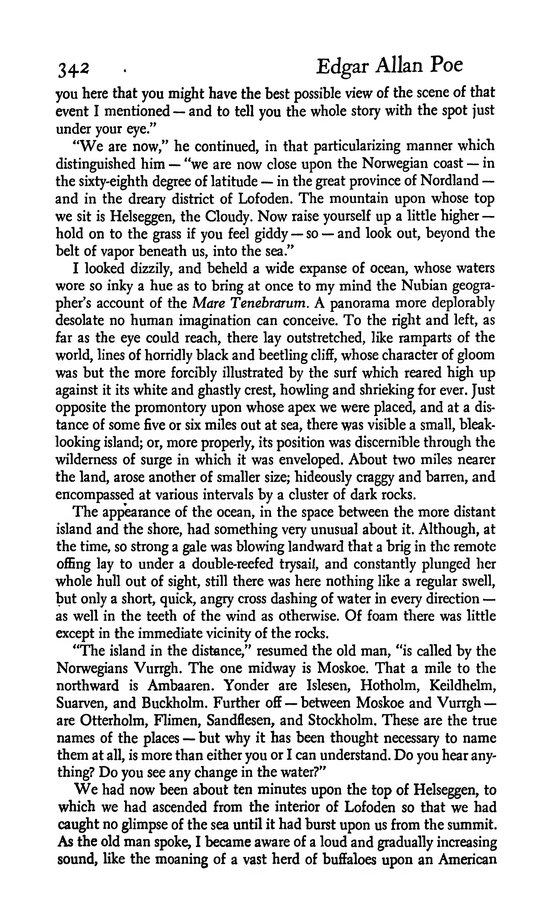 342 Edgar Allan Poe
you here that you might have the best possible view of the scene of that
event I mentioned — and to tell you the whole story with the spot just
under your eye."
"We are now," he continued, in that particularizing manner which
distinguished him — "we are now close upon the Norwegian coast — in
the sixty-eighth degree of latitude — in the great province of Nordland —
and in the dreary district of Lofoden. The mountain upon whose top
we sit is Helseggen, the Cloudy. Now raise yourself up a little higher —
hold on to the grass if you feel giddy — so — and look out, beyond the
belt of vapor beneath us, into the sea."
I looked dizzily, and beheld a wide expanse of ocean, whose waters
wore so inky a hue as to bring at once to my mind the Nubian geogra-
pher's account of the Mare Tenebrarum. A panorama more deplorably
desolate no human imagination can conceive. To the right and left, as
far as the eye could reach, there lay outstretched, like ramparts of the
world, lines of horridly black and beetling cliff, whose character of gloom
was but the more forcibly illustrated by the surf which reared high up
against it its white and ghastly crest, howling and shrieking for ever. Just
opposite the promontory upon whose apex we were placed, and at a dis-
tance of some five or six miles out at sea, there was visible a small, bleak-
looking island; or, more properly, its position was discernible through the
wilderness of surge in which it was enveloped. About two miles nearer
the land, arose another of smaller size; hideously craggy and barren, and
encompassed at various intervals by a cluster of dark rocks.
The appearance of the ocean, in the space between the more distant
island and the shore, had something very unusual about it. Although, at
the time, so strong a gale was blowing landward that a brig in the remote
offing lay to under a double-reefed trysail, and constantly plunged her
whole hull out of sight, still there was here nothing like a regular swell,
but only a short, quick, angry cross dashing of water in every direction —
as well in the teeth of the wind as otherwise. Of foam there was little
except in the immediate vicinity of the rocks.
"The island in the distance," resumed the old man, "is called by the
Norwegians Vurrgh. The one midway is Moskoe. That a mile to the
northward is Ambaaren. Yonder are Islesen, Hotholm, Keildhelm,
Suarven, and Buckholm. Further off — between Moskoe and Vurrgh —
are Otterholm, Flimen, Sandflesen, and Stockholm. These are the true
names of the places — but why it has been thought necessary to name
them at all, is more than either you or I can understand. Do you hear any-
thing? Do you see any change in the water?"
We had now been about ten minutes upon the top of Helseggen, to
which we had ascended from the interior of Lofoden so that we had
caught no glimpse of the sea until it had burst upon us from the summit.
As the old man spoke, I became aware of a loud and gradually increasing
sound, like the moaning of a vast herd of buffaloes upon an American